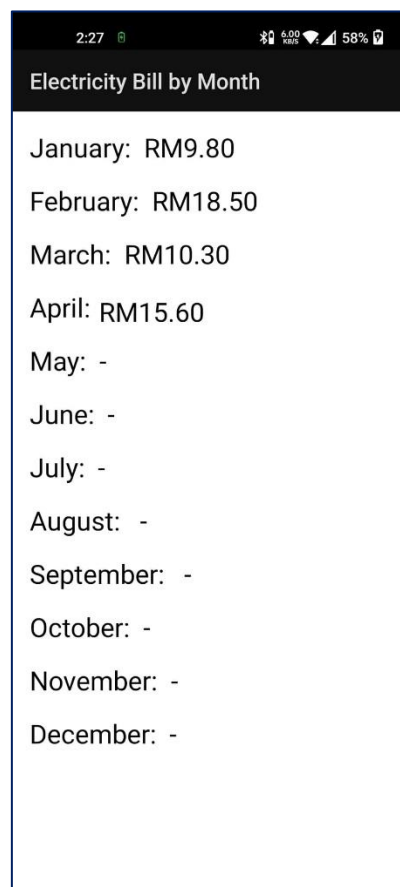 2:27 6.00 KB/S 58%
Electricity Bill by Month
January: RM9.80
February: RM18.50
March: RM10.30
April: RM15.60
May: -
June: -
July: -
August: -
September: -
October: -
November: -
December: -